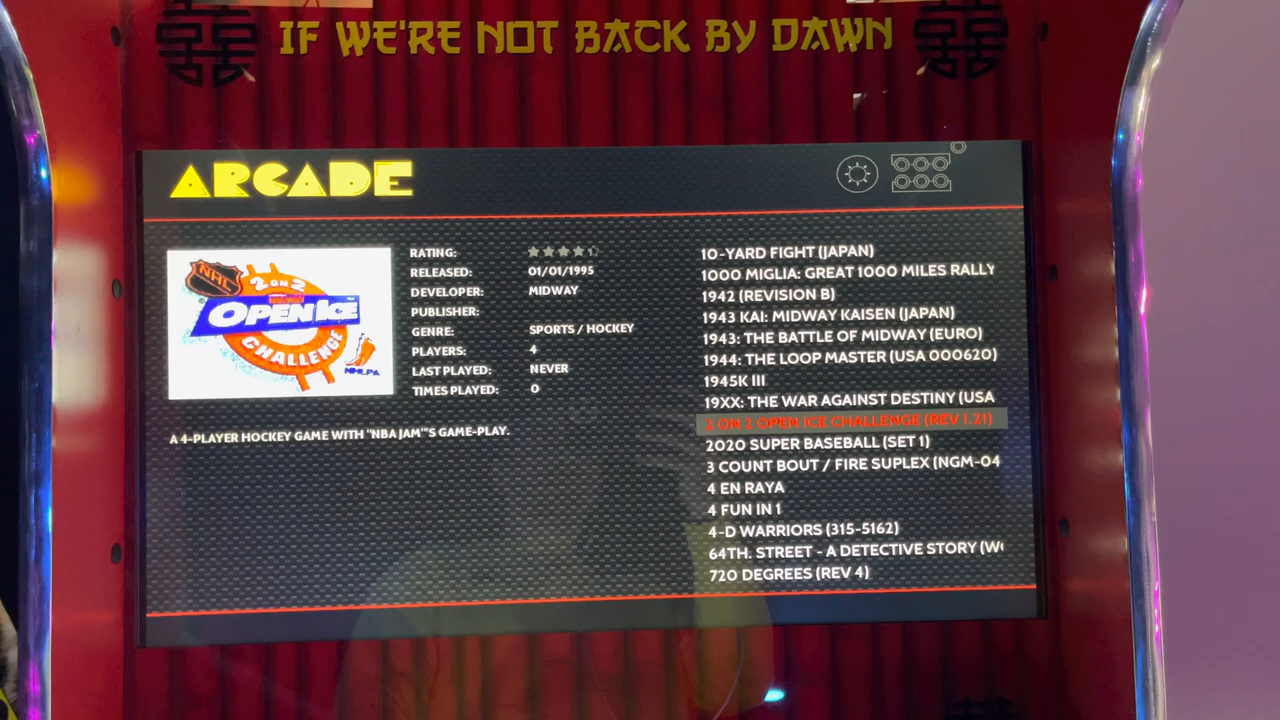 IF WE'RE NOT BACK BY DAWN
ARCADE
NHL
2 ON 2
MIDWAY
OPEN ICE
CHALLENGE
NHLPA
RATING:
RELEASED: 01/01/1995
DEVELOPER: MIDWAY
PUBLISHER:
GENRE: SPORTS / HOCKEY
PLAYERS: 4
LAST PLAYED: NEVER
TIMES PLAYED: 0
A 4-PLAYER HOCKEY GAME WITH "NBA JAM"'S GAME-PLAY.
10-YARD FIGHT (JAPAN)
1000 MIGLIA: GREAT 1000 MILES RALLY
1942 (REVISION B)
1943 KAI: MIDWAY KAISEN (JAPAN)
1943: THE BATTLE OF MIDWAY (EURO)
1944: THE LOOP MASTER (USA 000620)
1945K III
19XX: THE WAR AGAINST DESTINY (USA
2 ON 2 OPEN ICE CHALLENGE (REV 1.21)
2020 SUPER BASEBALL (SET 1)
3 COUNT BOUT / FIRE SUPLEX (NGM-04
4 EN RAYA
4 FUN IN 1
4-D WARRIORS (315-5162)
64TH. STREET - A DETECTIVE STORY (WO
720 DEGREES (REV 4)